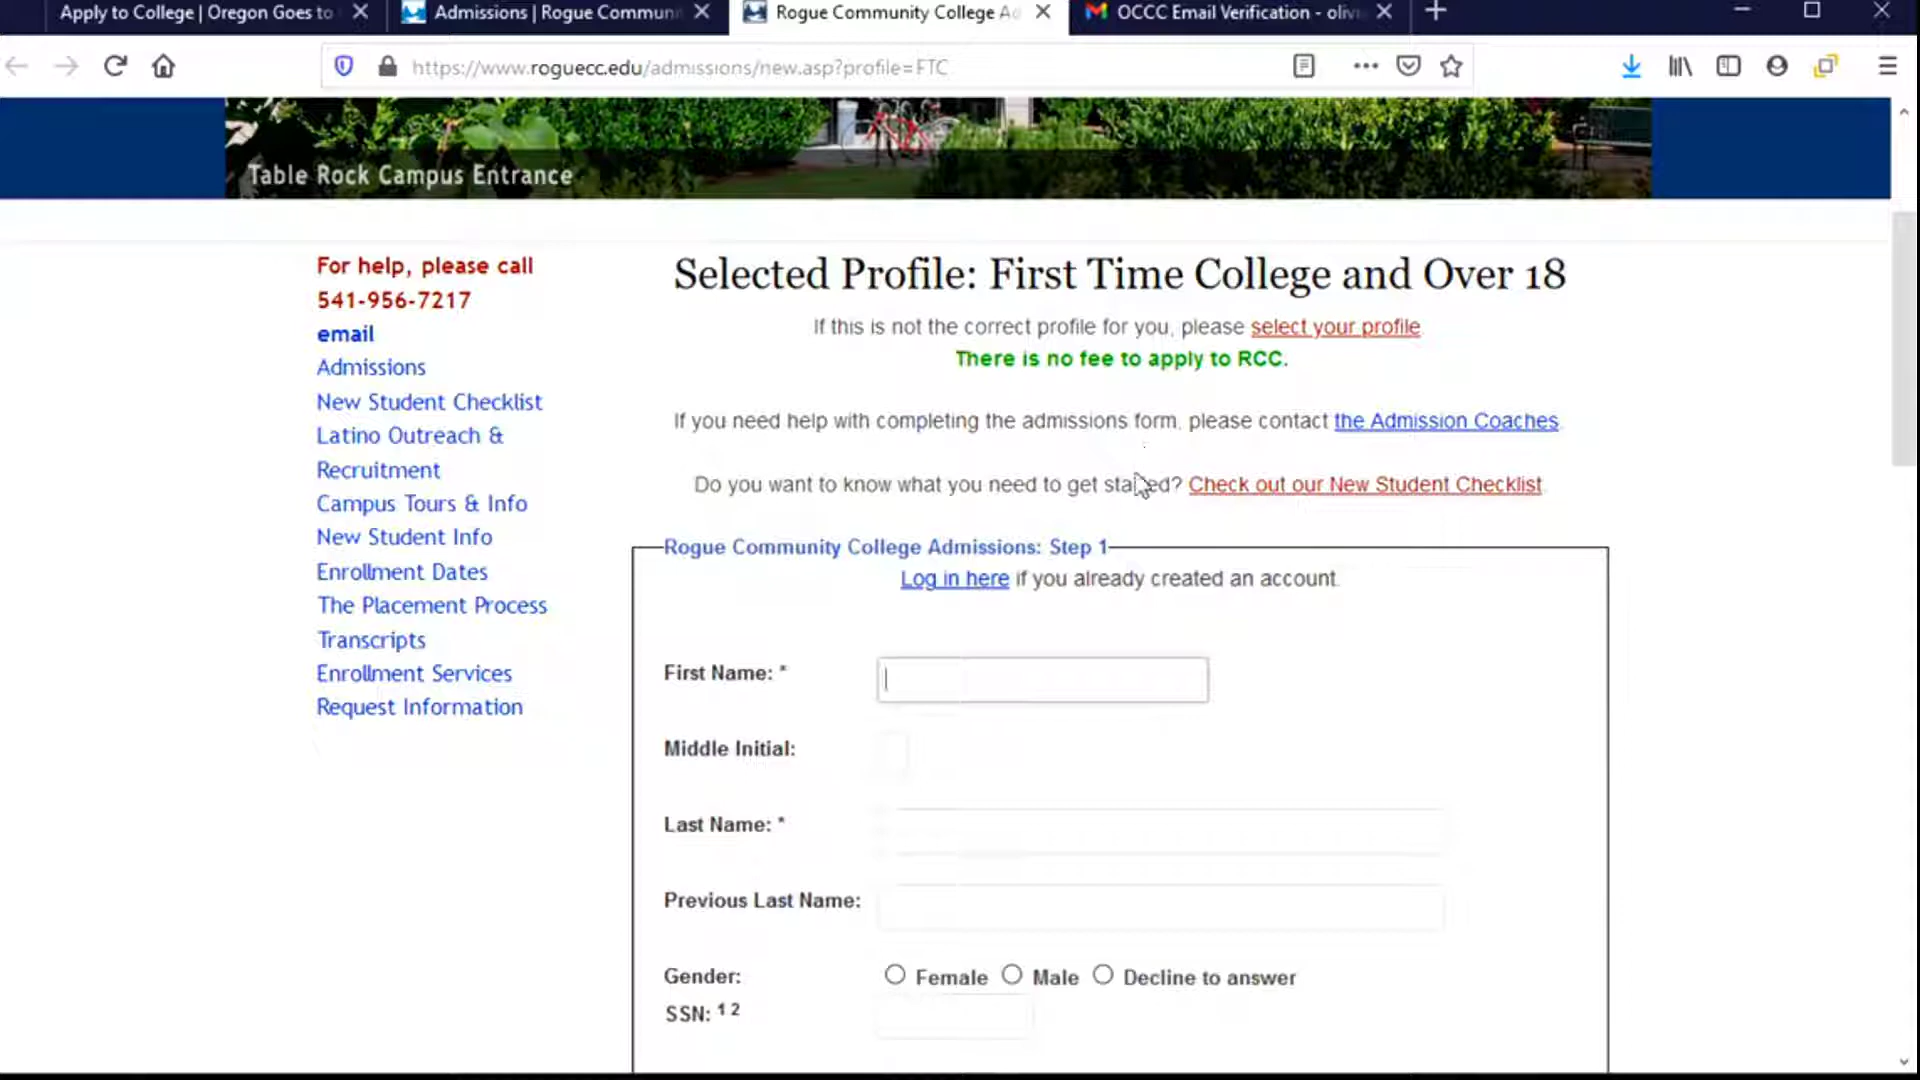 Apply to College | Oregon Goes to
Admissions | Rogue Commun
Rogue Community College Ad
OCCC Email Verification - oliv
https://www.roguecc.edu/admissions/new.asp?profile=FTC
Table Rock Campus Entrance
For help, please call
541-956-7217
email
Admissions
New Student Checklist
Latino Outreach &
Recruitment
Campus Tours & Info
New Student Info
Enrollment Dates
The Placement Process
Transcripts
Enrollment Services
Request Information
Selected Profile: First Time College and Over 18
If this is not the correct profile for you, please select your profile
There is no fee to apply to RCC.
If you need help with completing the admissions form, please contact the Admission Coaches.
Do you want to know what you need to get started? Check out our New Student Checklist
Rogue Community College Admissions: Step 1
Log in here if you already created an account.
First Name: *
Middle Initial:
Last Name: *
Previous Last Name:
Gender: Female Male Decline to answer
SSN: 1 2